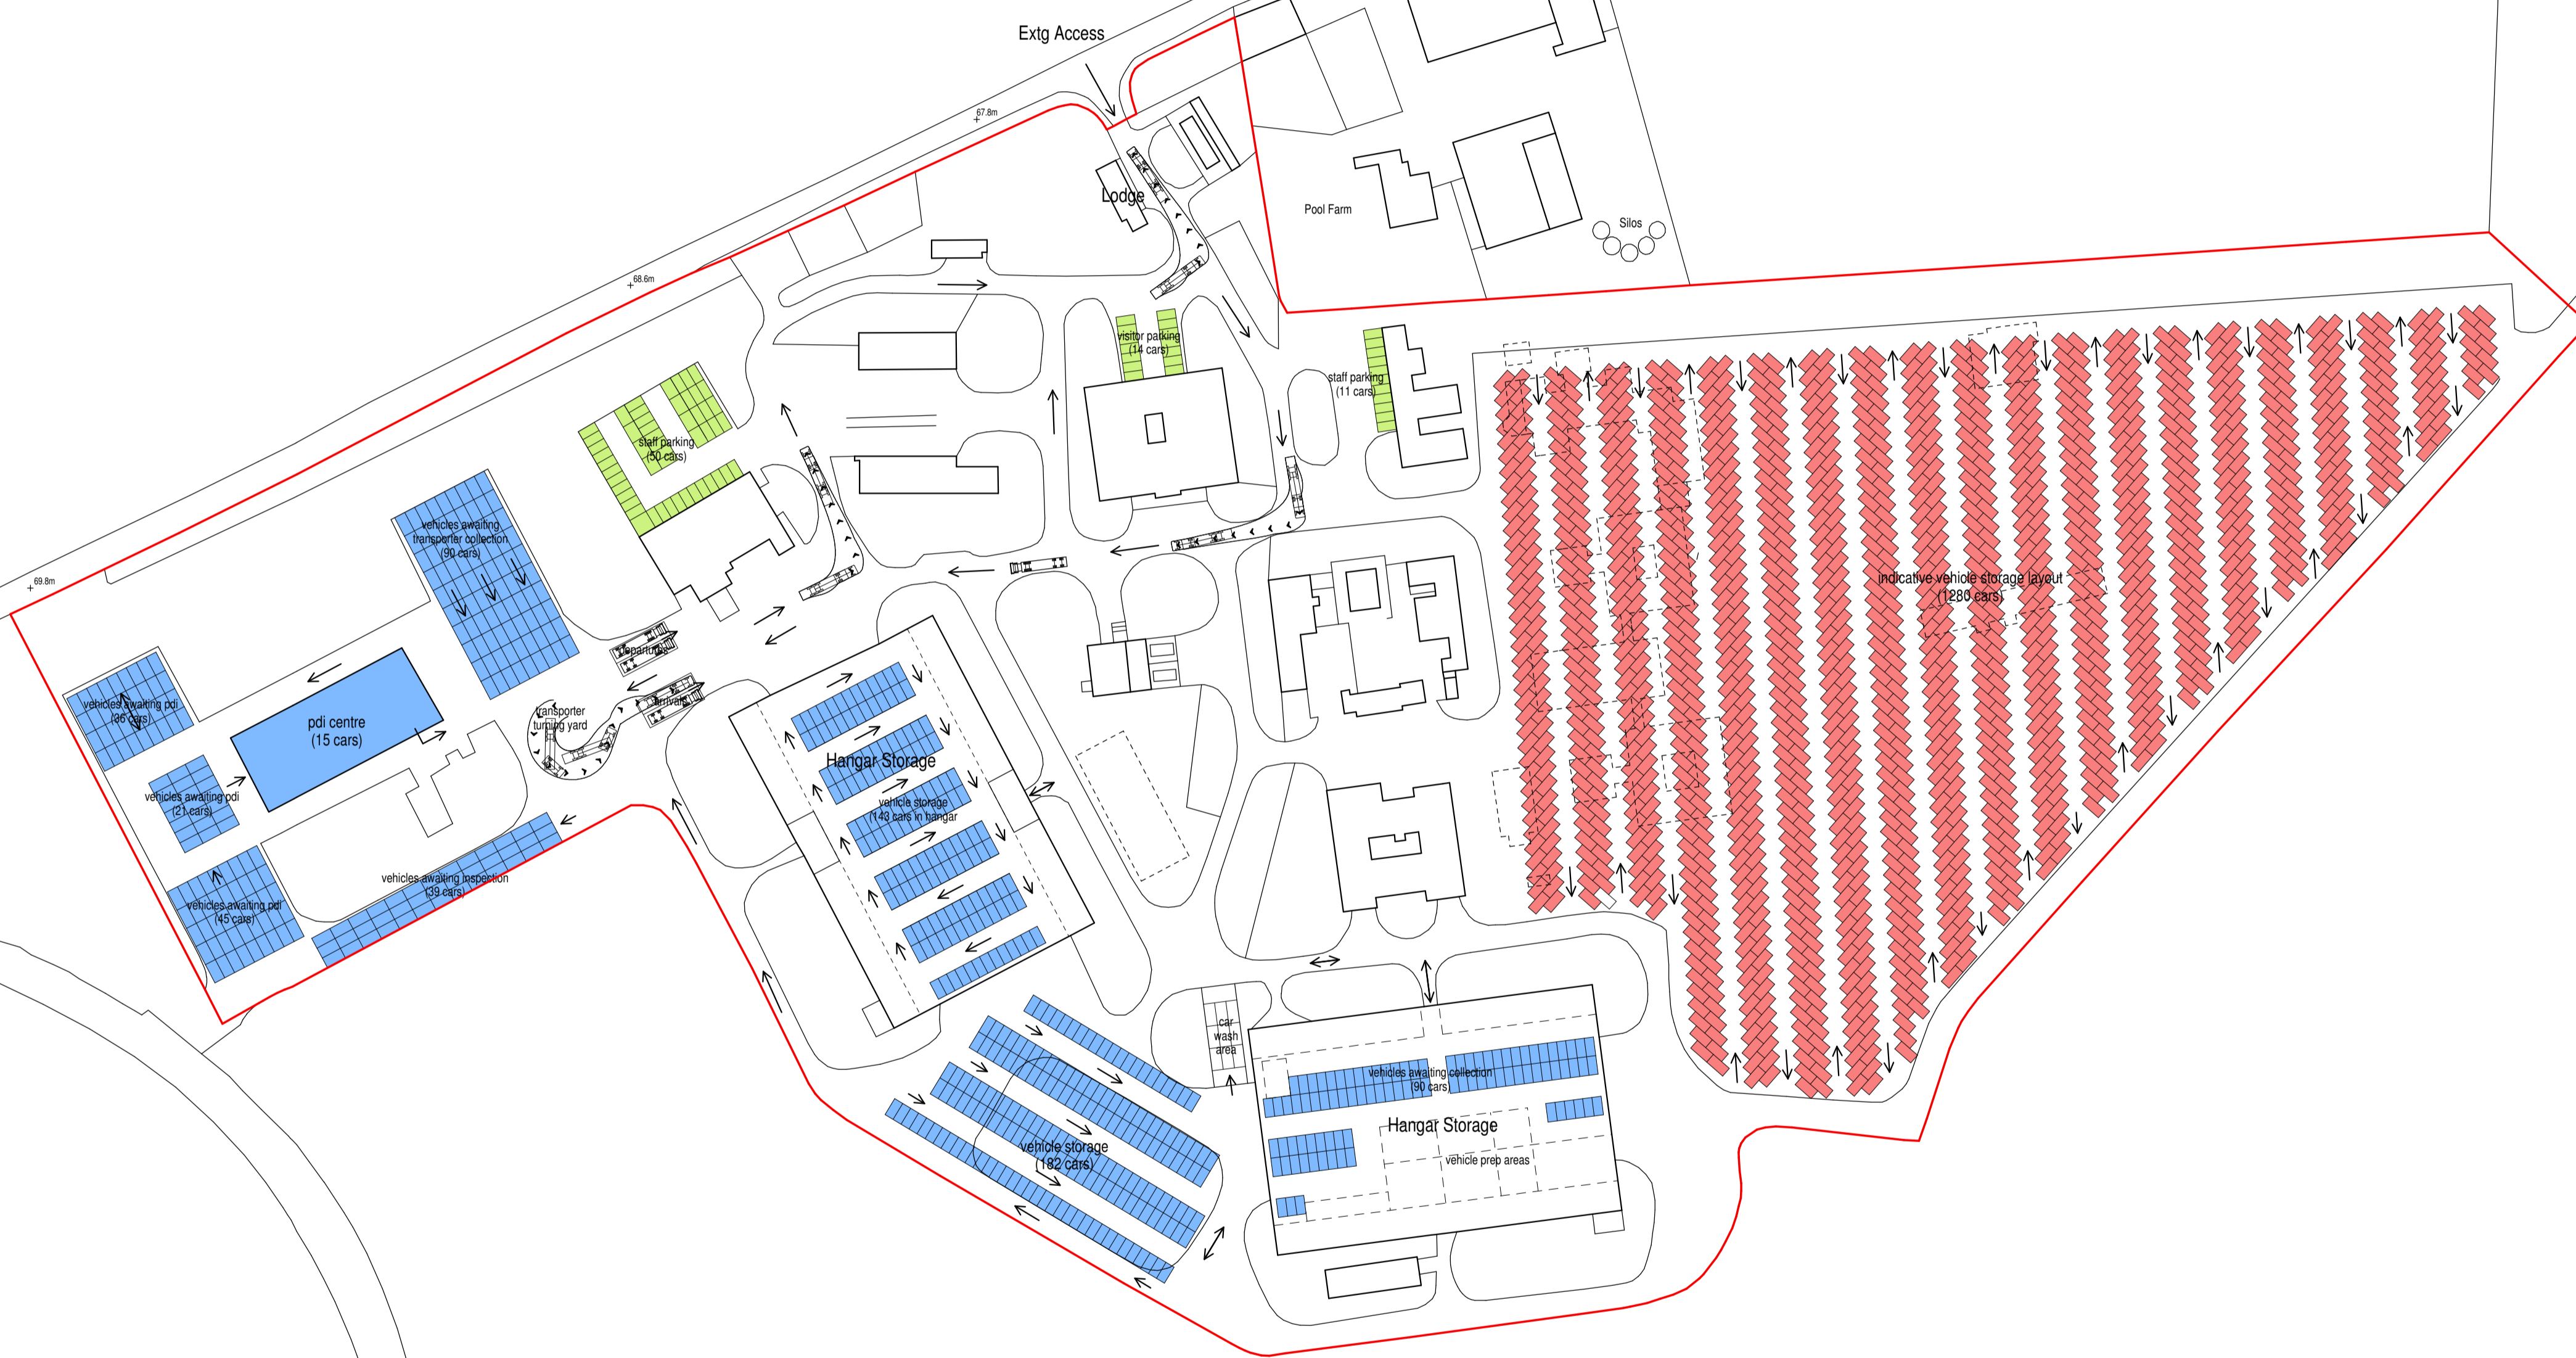 Extg Access
67.8m
Lodge
Pool Farm
Silos
68.6m
visitor parking
(14 cars)
staff parking
(11 cars)
staff parking
(50 cars)
vehicles awaiting
transporter collection
(90 cars)
69.8m
indicative vehicle storage layout
(1280 cars)
departures
arrivals
transporter
turning yard
vehicles awaiting pdi
(36 cars)
pdi centre
(15 cars)
Hangar Storage
vehicle storage
(143 cars in hangar
vehicles awaiting pdi
(21 cars)
vehicles awaiting inspection
(39 cars)
vehicles awaiting pdi
(45 cars)
car
wash
area
vehicles awaiting collection
(90 cars)
Hangar Storage
vehicle prep areas
vehicle storage
(182 cars)